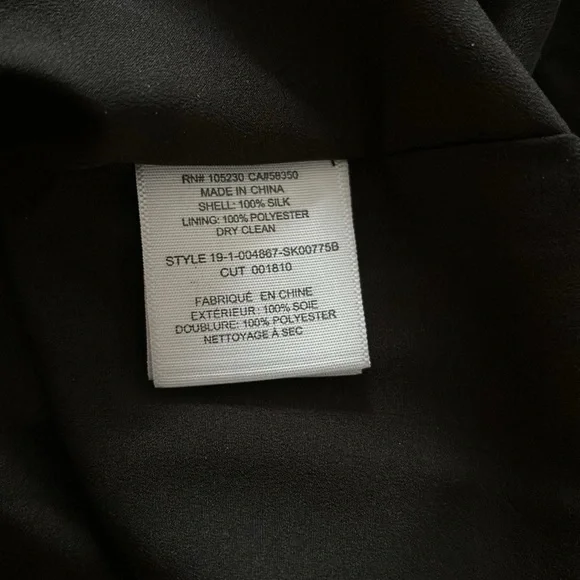 RN# 105230 CA#58350
MADE IN CHINA
SHELL: 100% SILK
LINING: 100% POLYESTER
DRY CLEAN
STYLE 19-1-004867-SK00775B
CUT 001810
FABRIQUÉ EN CHINE
EXTÉRIEUR: 100% SOIE
DOUBLURE: 100% POLYESTER
NETTOYAGE À SEC